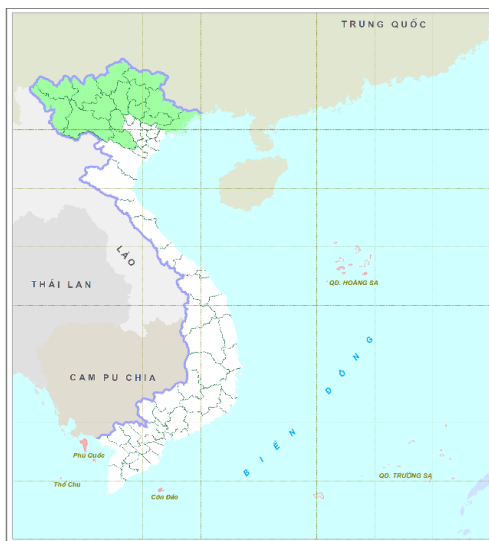 TRUNG QUỐC
LÀO
THÁI LAN
QĐ. HOÀNG SA
CAM PU CHIA
BIỂN ĐÔNG
Phú Quốc
Thổ Chu
Côn Đảo
QĐ. TRƯỜNG SA